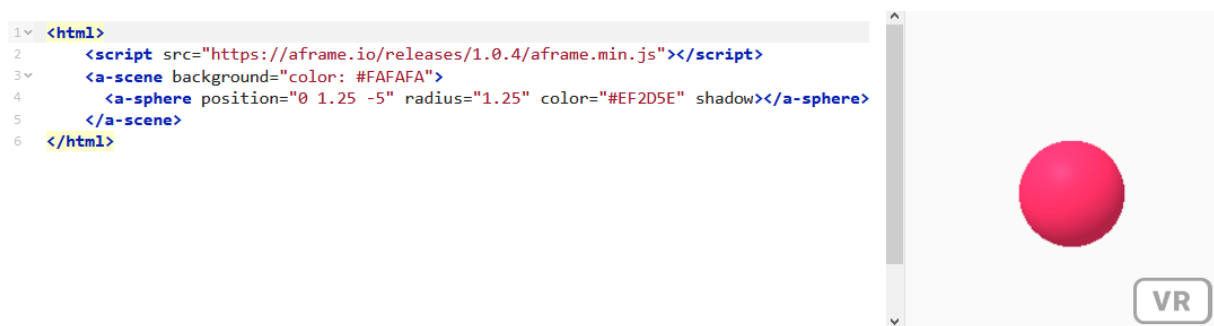 1 <html>
2 <script src="https://aframe.io/releases/1.0.4/aframe.min.js"></script>
3 <a-scene background="color: #FAFAFA">
4 <a-sphere position="0 1.25 -5" radius="1.25" color="#EF2D5E" shadow></a-sphere>
5 </a-scene>
6 </html>
VR